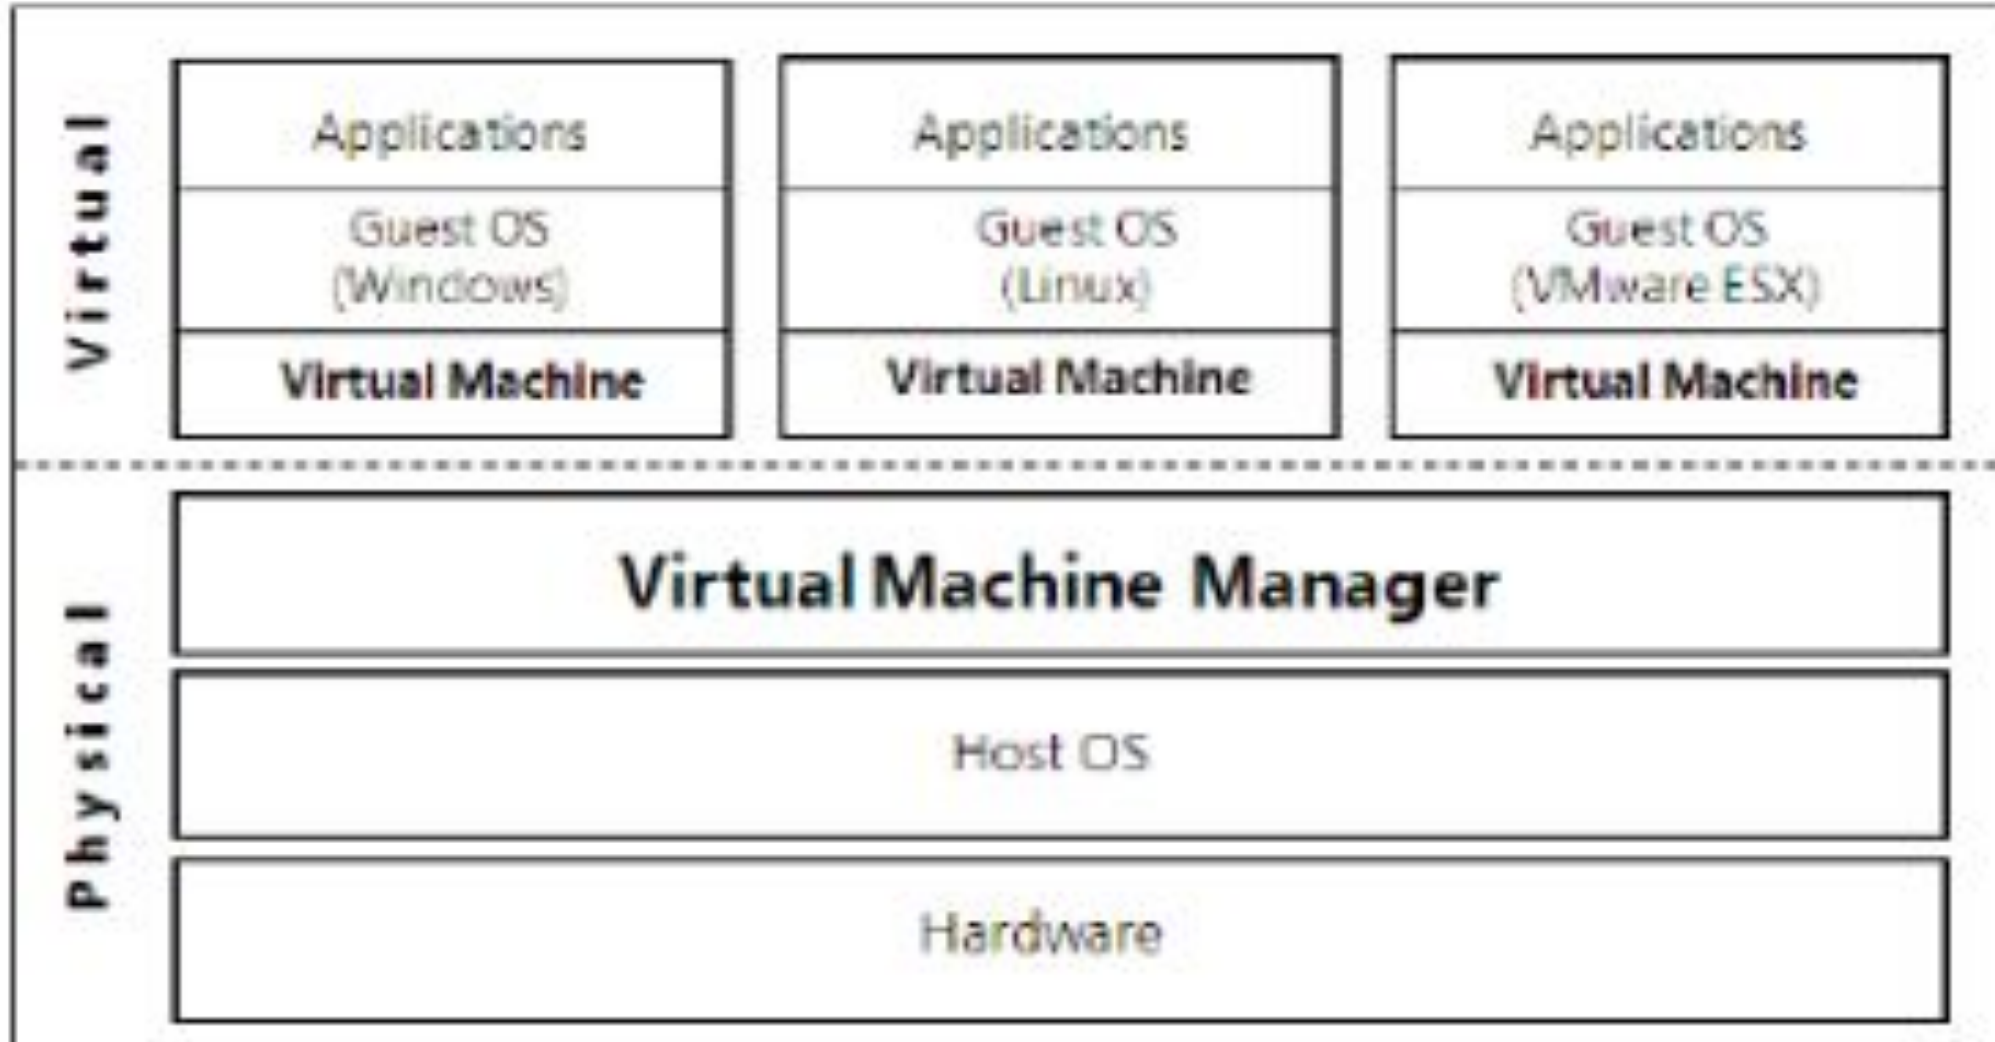 Virtual
Applications
Guest OS
(Windows)
Virtual Machine
Applications
Guest OS
(Linux)
Virtual Machine
Applications
Guest OS
(VMware ESX)
Virtual Machine
Physical
Virtual Machine Manager
Host OS
Hardware